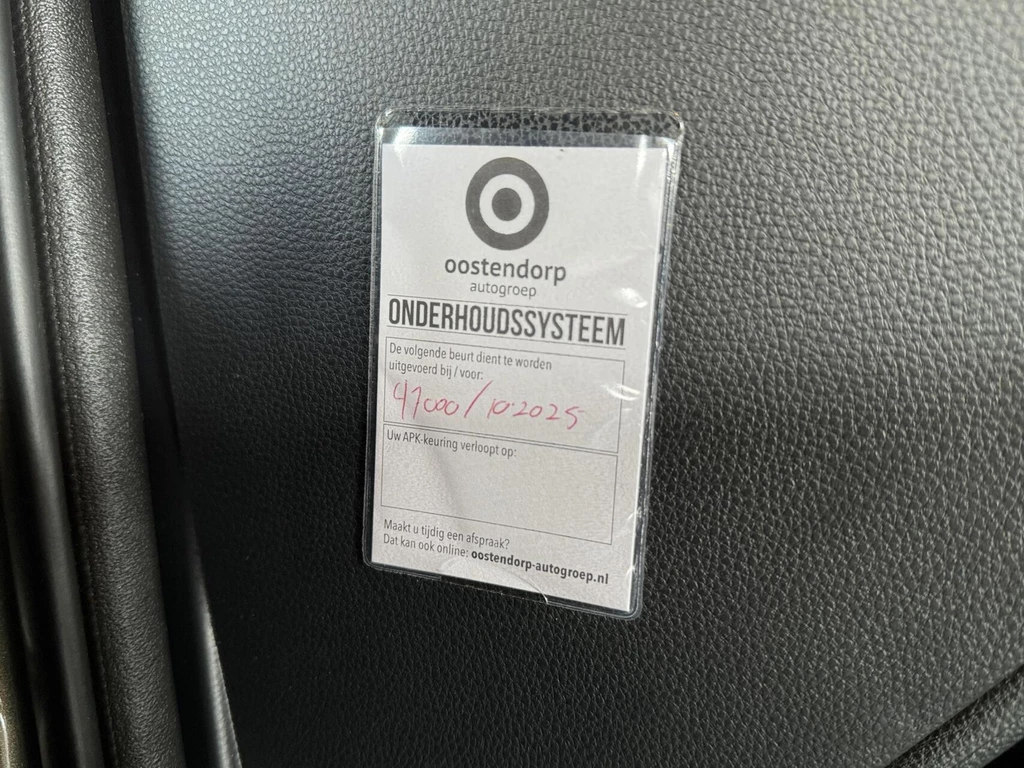 oostendorp
autogroep
ONDERHOUDSSYSTEEM
De volgende beurt dient te worden
uitgevoerd bij / voor:
41000/10-2025
Uw APK-keuring verloopt op:
Maakt u tijdig een afspraak?
Dat kan ook online: oostendorp-autogroep.nl